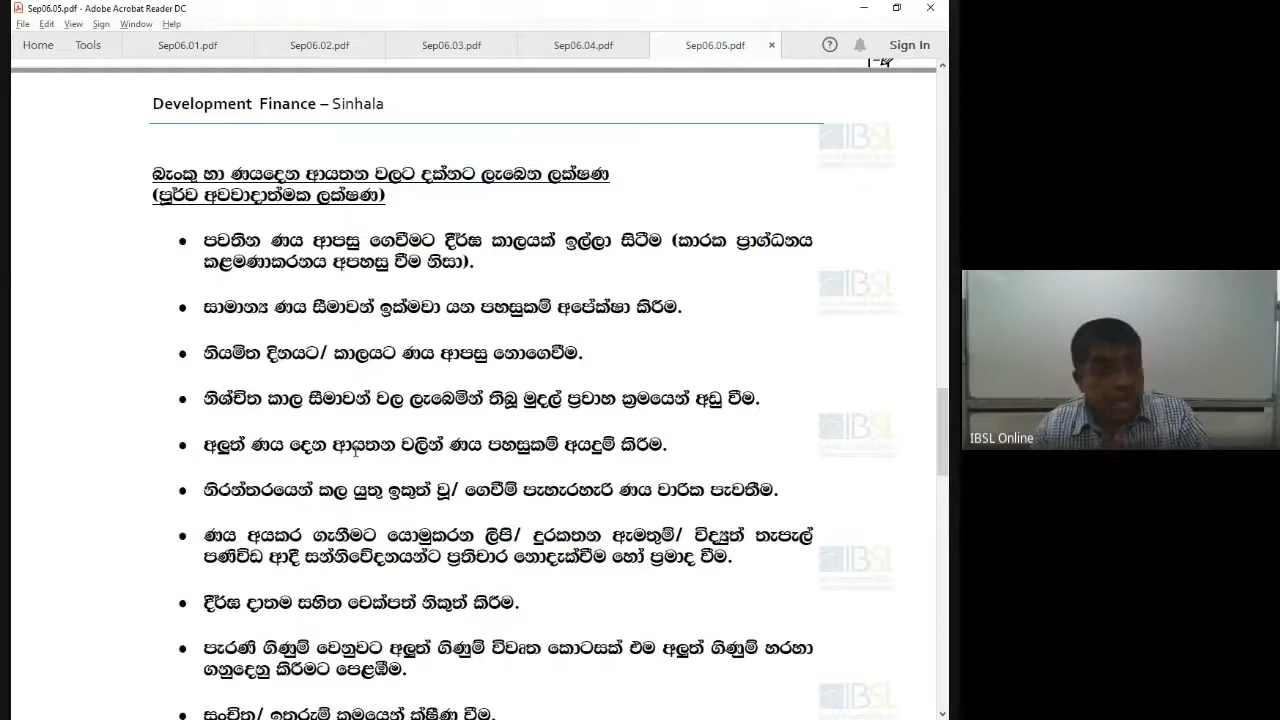 Sep06.05.pdf - Adobe Acrobat Reader DC
File Edit View Sign Window Help
Home Tools Sep06.01.pdf Sep06.02.pdf Sep06.03.pdf Sep06.04.pdf Sep06.05.pdf × Sign In
Development Finance – Sinhala
IBSL
බැංකු හා ණයදෙන ආයතන වලට දක්නට ලැබෙන ලක්ෂණ
(පූර්ව අවවාදාත්මක ලක්ෂණ)
• පවතින ණය ආපසු ගෙවීමට දීර්ඝ කාලයක් ඉල්ලා සිටීම (කාරක ප්‍රාග්ධනය
කළමණාකරනය අපහසු වීම නිසා).
IBSL
• සාමාන්‍ය ණය සීමාවන් ඉක්මවා යන පහසුකම් අපේක්ෂා කිරීම.
• නියමිත දිනයට/ කාලයට ණය ආපසු නොගෙවීම.
• නිශ්චිත කාල සීමාවන් වල ලැබෙමින් තිබූ මුදල් ප්‍රවාහ ක්‍රමයෙන් අඩු වීම.
IBSL
• අලුත් ණය දෙන ආයතන වලින් ණය පහසුකම් අයදුම් කිරීම.
• නිරන්තරයෙන් කල යුතු ඉකුත් වූ/ ගෙවීම් පැහැරහැරි ණය වාරික පැවතීම.
• ණය අයකර ගැනීමට යොමුකරන ලිපි/ දුරකතන ඇමතුම්/ විද්‍යුත් තැපැල්
පණිවිඩ ආදී සන්නිවේදනයන්ට ප්‍රතිචාර නොදැක්වීම හෝ ප්‍රමාද වීම.
IBSL
• දීර්ඝ දාතම සහිත චෙක්පත් නිකුත් කිරීම.
• පැරණි ගිණුම් වෙනුවට අලුත් ගිණුම් විවෘත කොටසක් එම අලුත් ගිණුම් හරහා
ගනුදෙනු කිරීමට පෙළඹීම.
IBSL
• සංචිත/ ඉතුරුම් ක්‍රමයෙන් ක්ෂීණ වීම.
IBSL Online